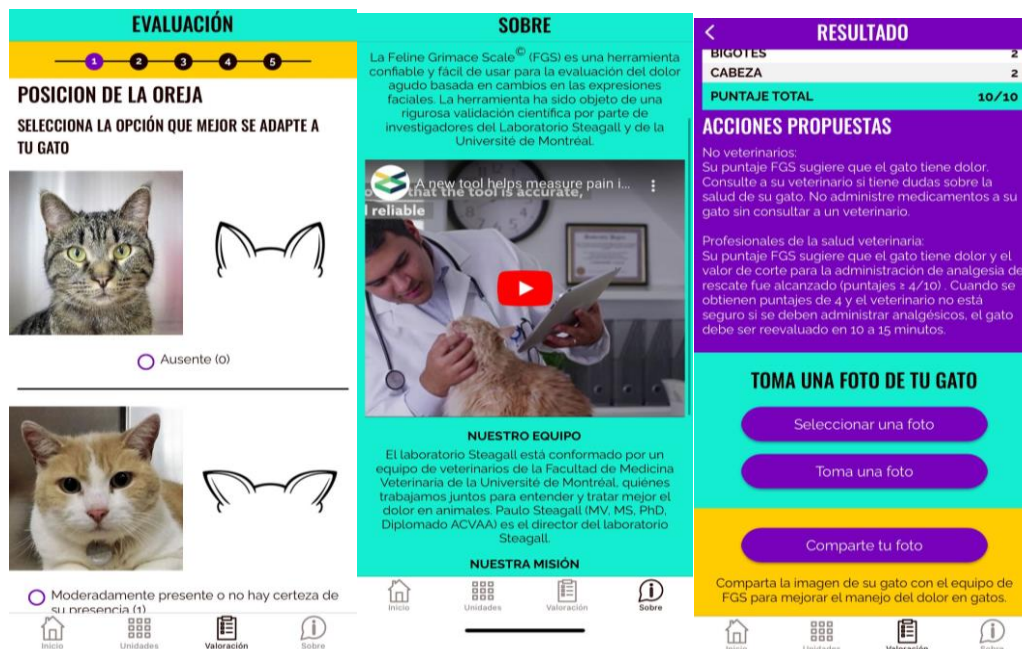 EVALUACIÓN
1 2 3 4 5
POSICION DE LA OREJA
SELECCIONA LA OPCIÓN QUE MEJOR SE ADAPTE A
TU GATO
Ausente (0)
Moderadamente presente o no hay certeza de
su presencia (1)
Inicio
Unidades
Valoración
Sobre
SOBRE
La Feline Grimace Scale© (FGS) es una herramienta
confiable y fácil de usar para la evaluación del dolor
agudo basada en cambios en las expresiones
faciales. La herramienta ha sido objeto de una
rigurosa validación científica por parte de
investigadores del Laboratorio Steagall y de la
Université de Montréal.
A new tool helps measure pain i...
that the tool is accurate,
reliable
NUESTRO EQUIPO
El laboratorio Steagall está conformado por un
equipo de veterinarios de la Facultad de Medicina
Veterinaria de la Université de Montréal, quiénes
trabajamos juntos para entender y tratar mejor el
dolor en animales. Paulo Steagall (MV, MS, PhD,
Diplomado ACVAA) es el director del laboratorio
Steagall.
NUESTRA MISIÓN
Inicio
Unidades
Valoración
Sobre
RESULTADO
BIGOTES 2
CABEZA 2
PUNTAJE TOTAL 10/10
ACCIONES PROPUESTAS
No veterinarios:
Su puntaje FGS sugiere que el gato tiene dolor.
Consulte a su veterinario si tiene dudas sobre la
salud de su gato. No administre medicamentos a su
gato sin consultar a un veterinario.
Profesionales de la salud veterinaria:
Su puntaje FGS sugiere que el gato tiene dolor y el
valor de corte para la administración de analgesia de
rescate fue alcanzado (puntajes ≥ 4/10) . Cuando se
obtienen puntajes de 4 y el veterinario no está
seguro si se deben administrar analgésicos, el gato
debe ser reevaluado en 10 a 15 minutos.
TOMA UNA FOTO DE TU GATO
Seleccionar una foto
Toma una foto
Comparte tu foto
Comparta la imagen de su gato con el equipo de
FGS para mejorar el manejo del dolor en gatos.
Inicio
Unidades
Valoración
Sobre